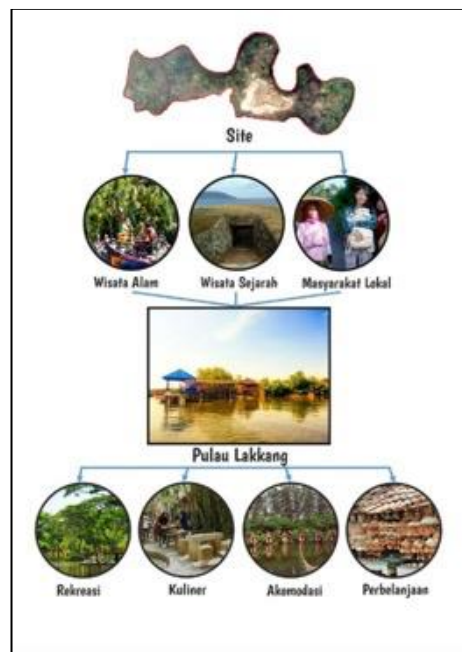 Site
Wisata Alam
Wisata Sejarah
Masyarakat Lokal
Pulau Lakkang
Rekreasi
Kuliner
Akomodasi
Perbelanjaan